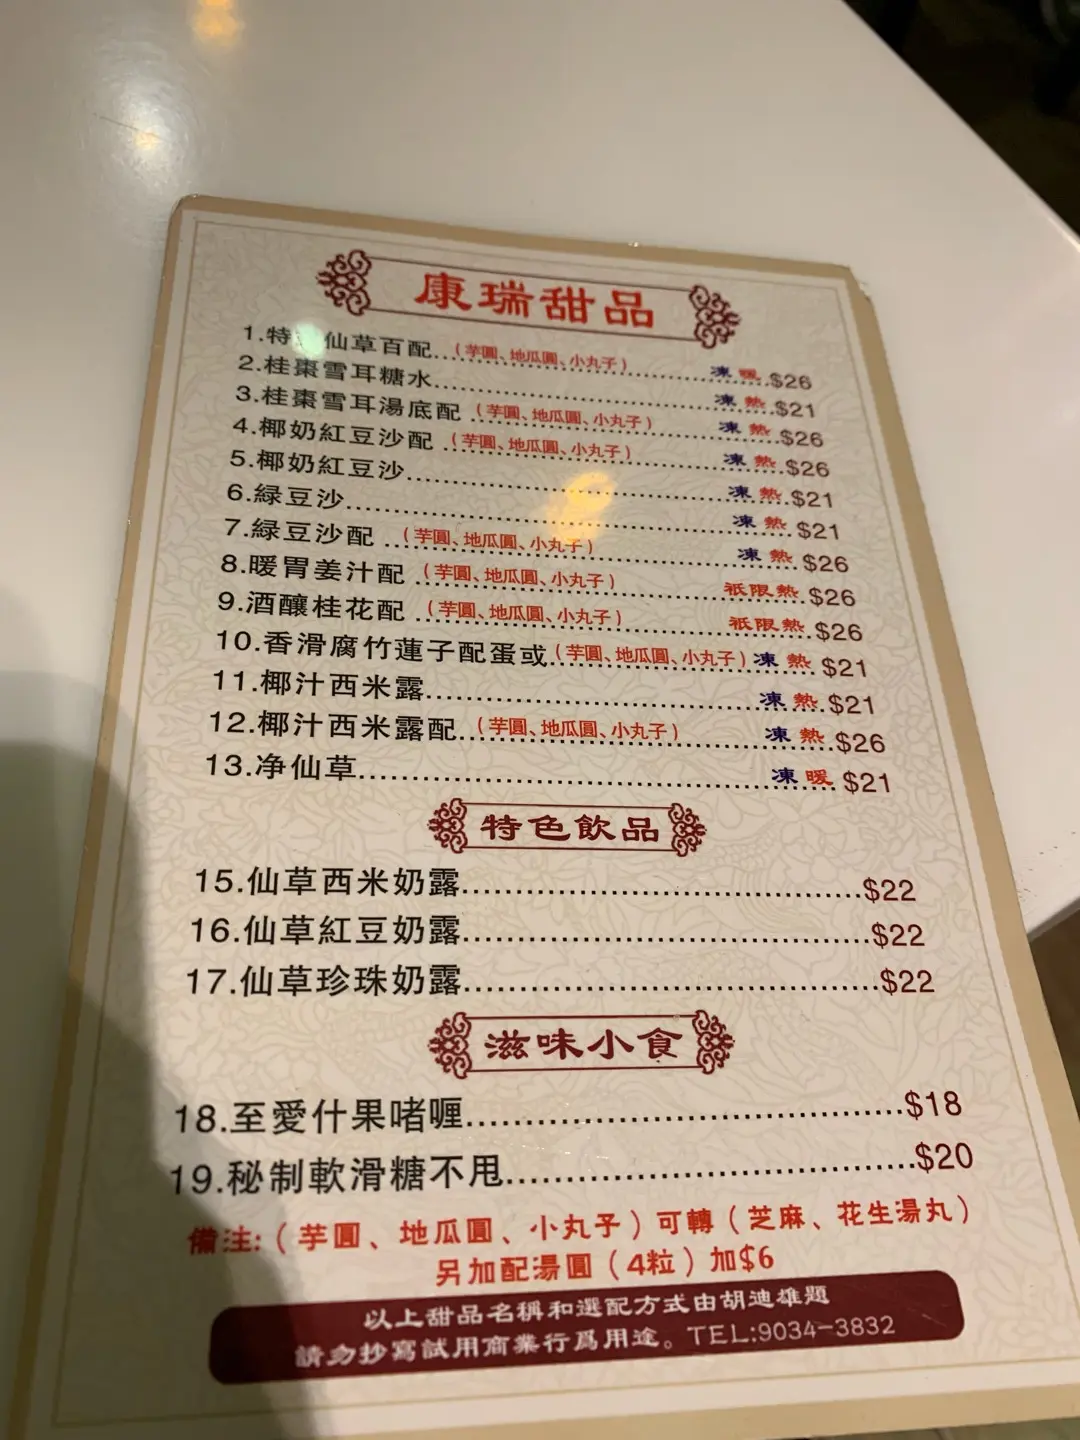 康瑞甜品
1.特 仙草百配...(芋圓、地瓜圓、小丸子)......凍 暖.$26
2.桂棗雪耳糖水......凍 熱.$21
3.桂棗雪耳湯底配.(芋圓、地瓜圓、小丸子)......凍 熱.$26
4.椰奶紅豆沙配.(芋圓、地瓜圓、小丸子)......凍 熱.$26
5.椰奶紅豆沙......凍 熱.$21
6.緑豆沙......凍 熱.$21
7.緑豆沙配..(芋圓、地瓜圓、小丸子)......凍 熱.$26
8.暖胃姜汁配.(芋圓、地瓜圓、小丸子)......祇限熱.$26
9.酒釀桂花配..(芋圓、地瓜圓、小丸子)......祇限熱.$26
10.香滑腐竹蓮子配蛋或(芋圓、地瓜圓、小丸子)凍 熱 $21
11.椰汁西米露......凍 熱.$21
12.椰汁西米露配..(芋圓、地瓜圓、小丸子)......凍 熱 $26
13.净仙草......凍 暖 $21
特色飲品
15.仙草西米奶露......$22
16.仙草紅豆奶露......$22
17.仙草珍珠奶露......$22
滋味小食
18.至愛什果啫喱......$18
19.秘制軟滑糖不甩......$20
備注:(芋圓、地瓜圓、小丸子)可轉(芝麻、花生湯丸)
另加配湯圓(4粒)加$6
以上甜品名稱和選配方式由胡迪雄題
請勿抄寫試用商業行爲用途。TEL:9034-3832